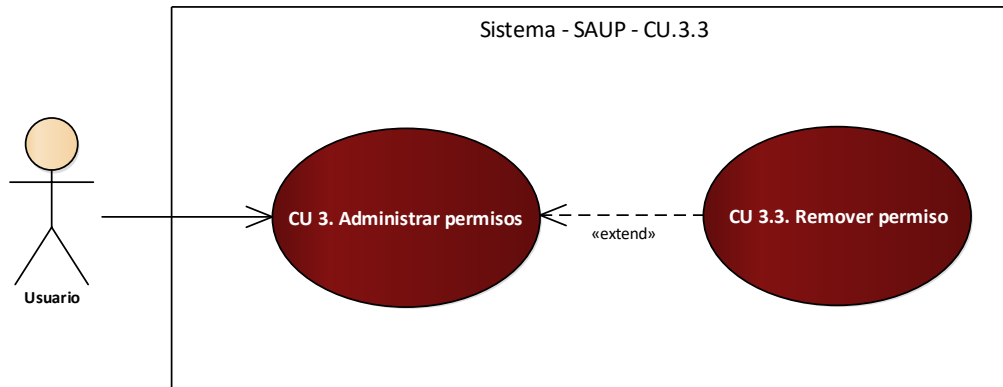 Sistema - SAUP - CU.3.3
CU 3. Administrar permisos
CU 3.3. Remover permiso
«extend»
Usuario